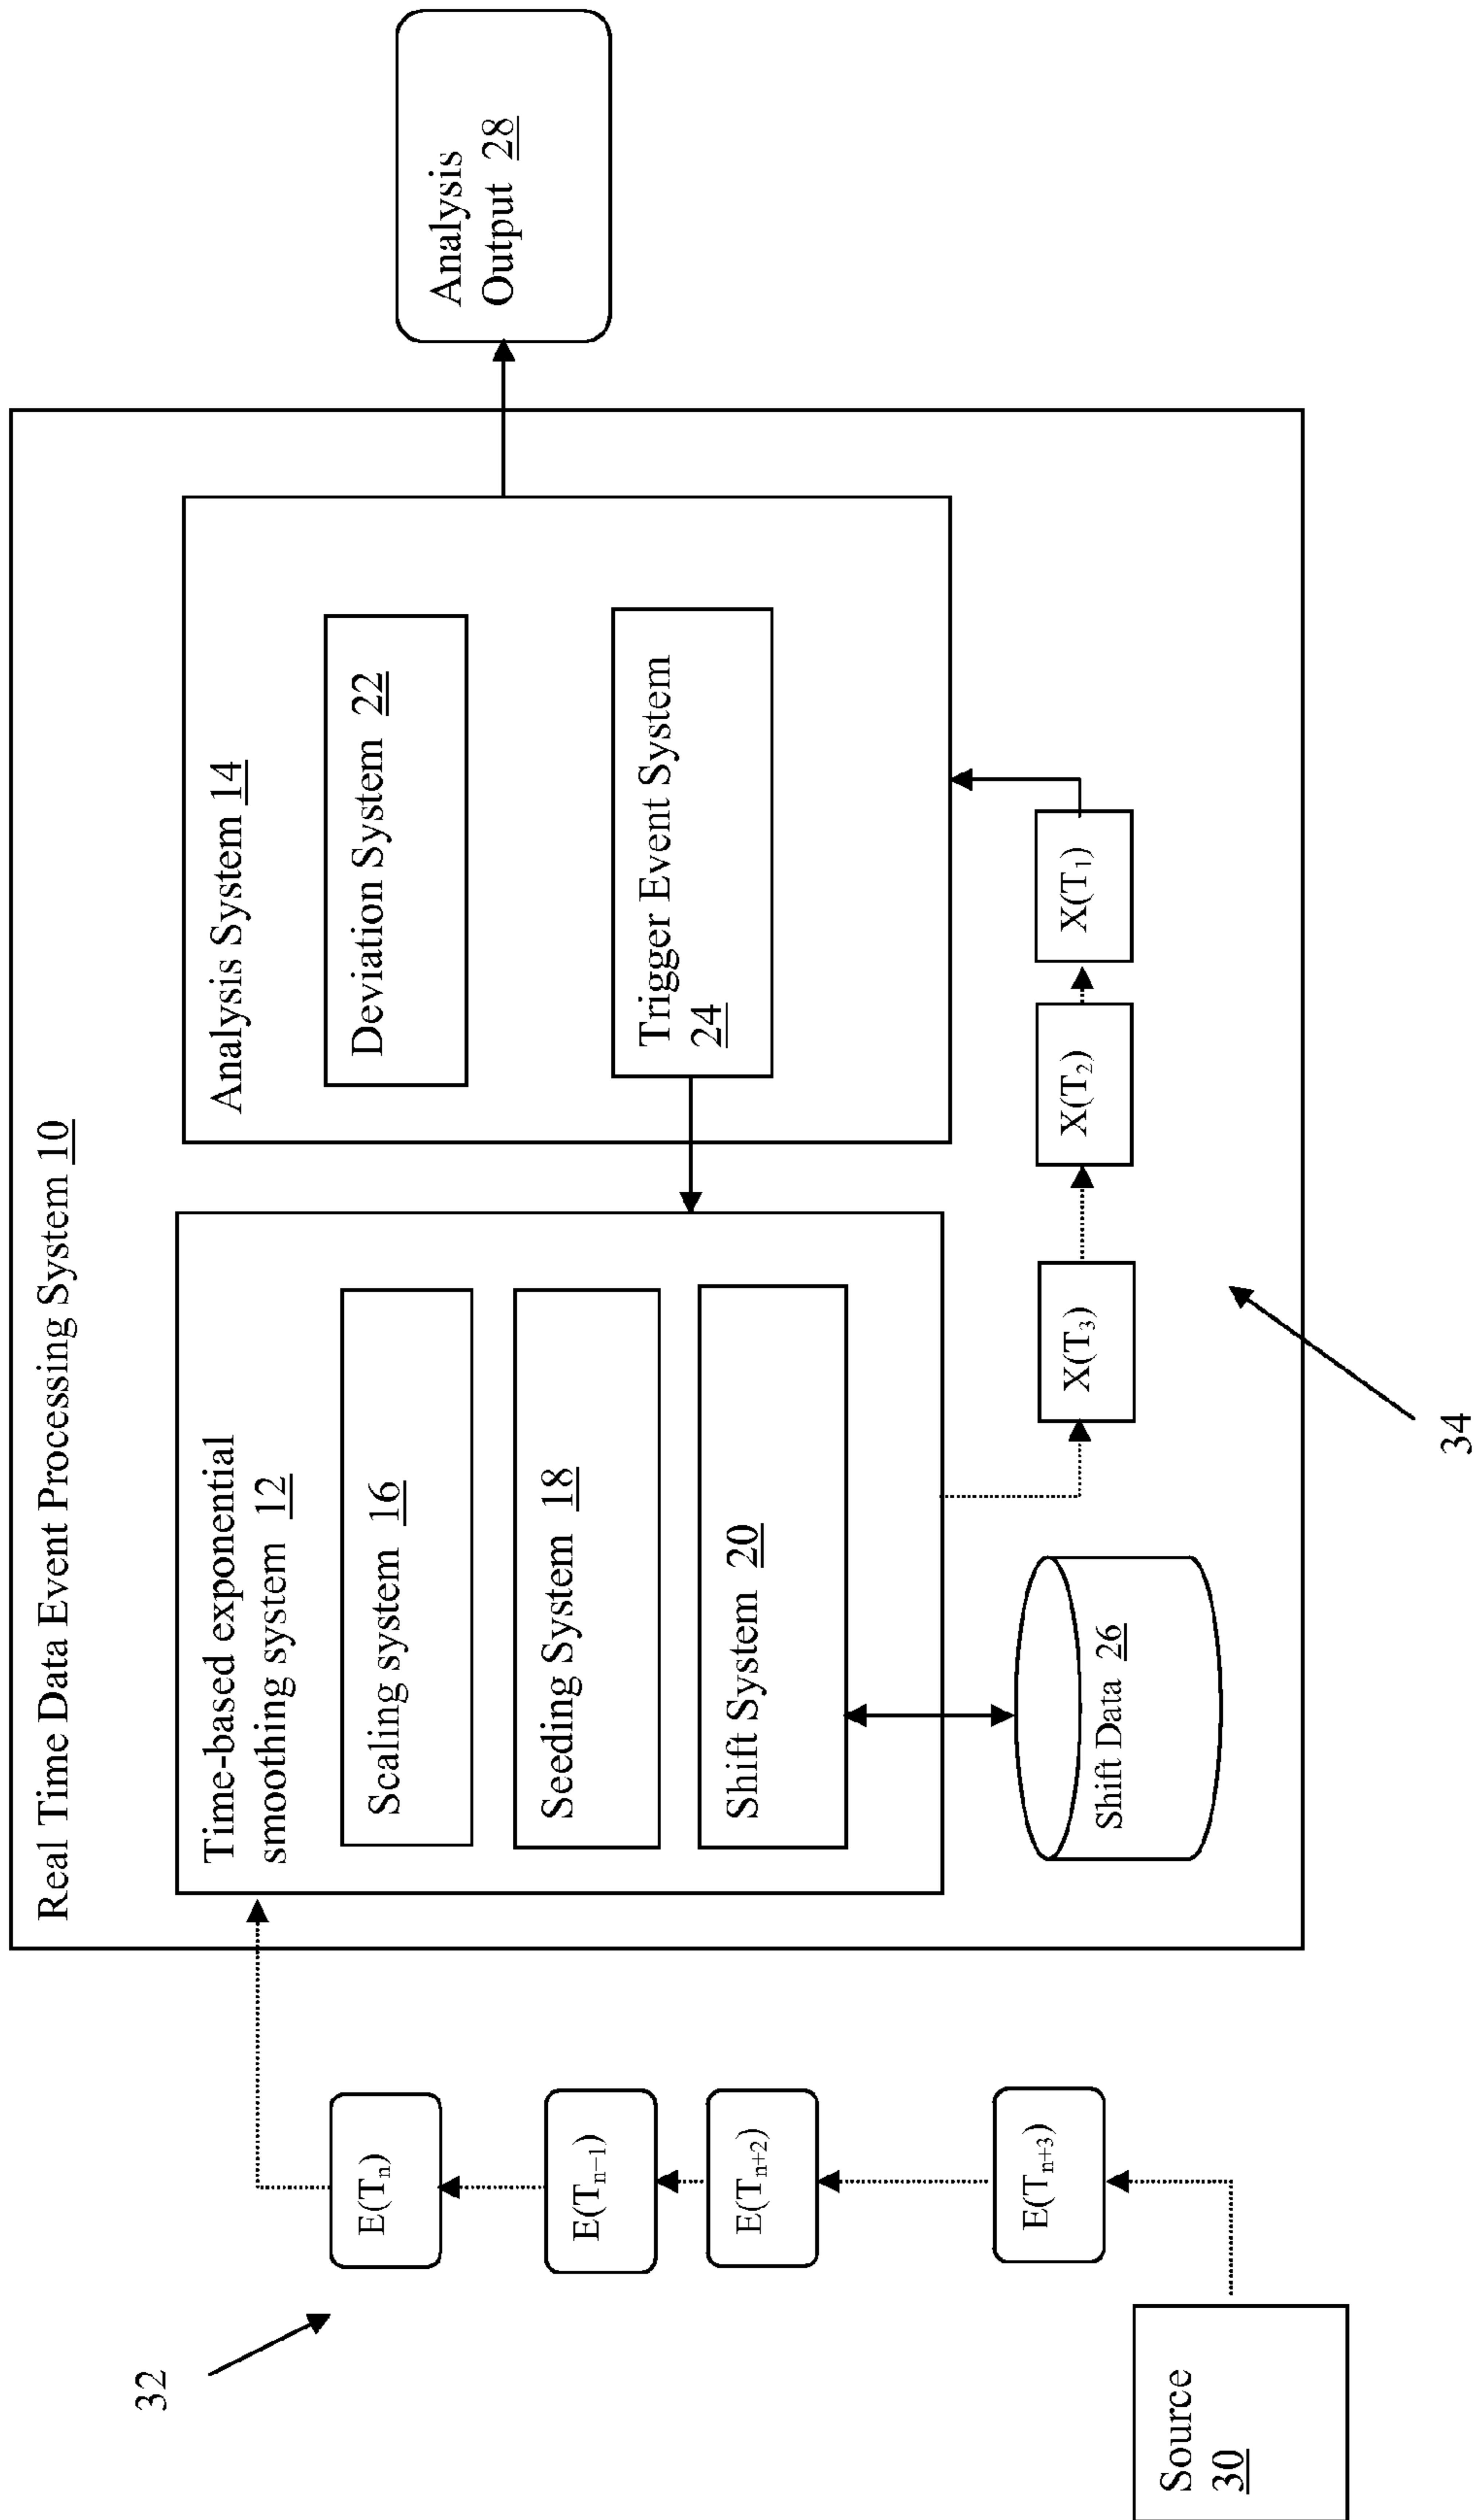 Real Time Data Event Processing System 10
Time-based exponential
smoothing system 12
Scaling system 16
Seeding System 18
Shift System 20
Shift Data 26
Analysis System 14
Deviation System 22
Trigger Event System
24
Analysis
Output 28
32
E(Tn)
E(Tn−1)
E(Tn+2)
E(Tn+3)
Source
30
X(T3)
X(T2)
X(T1)
34